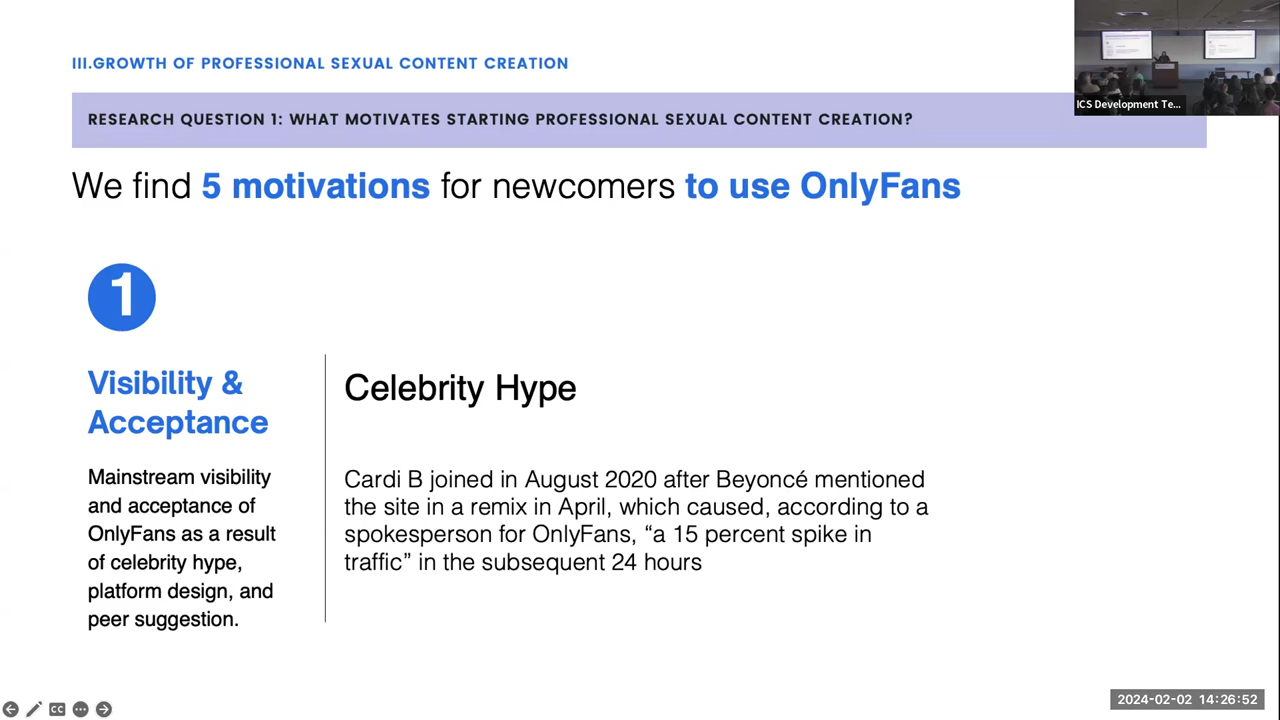 III.GROWTH OF PROFESSIONAL SEXUAL CONTENT CREATION
ICS Development Te...
RESEARCH QUESTION 1: WHAT MOTIVATES STARTING PROFESSIONAL SEXUAL CONTENT CREATION?
We find 5 motivations for newcomers to use OnlyFans
1
Visibility &
Acceptance
Mainstream visibility
and acceptance of
OnlyFans as a result
of celebrity hype,
platform design, and
peer suggestion.
Celebrity Hype
Cardi B joined in August 2020 after Beyoncé mentioned
the site in a remix in April, which caused, according to a
spokesperson for OnlyFans, “a 15 percent spike in
traffic” in the subsequent 24 hours
CC
2024-02-02 14:26:52